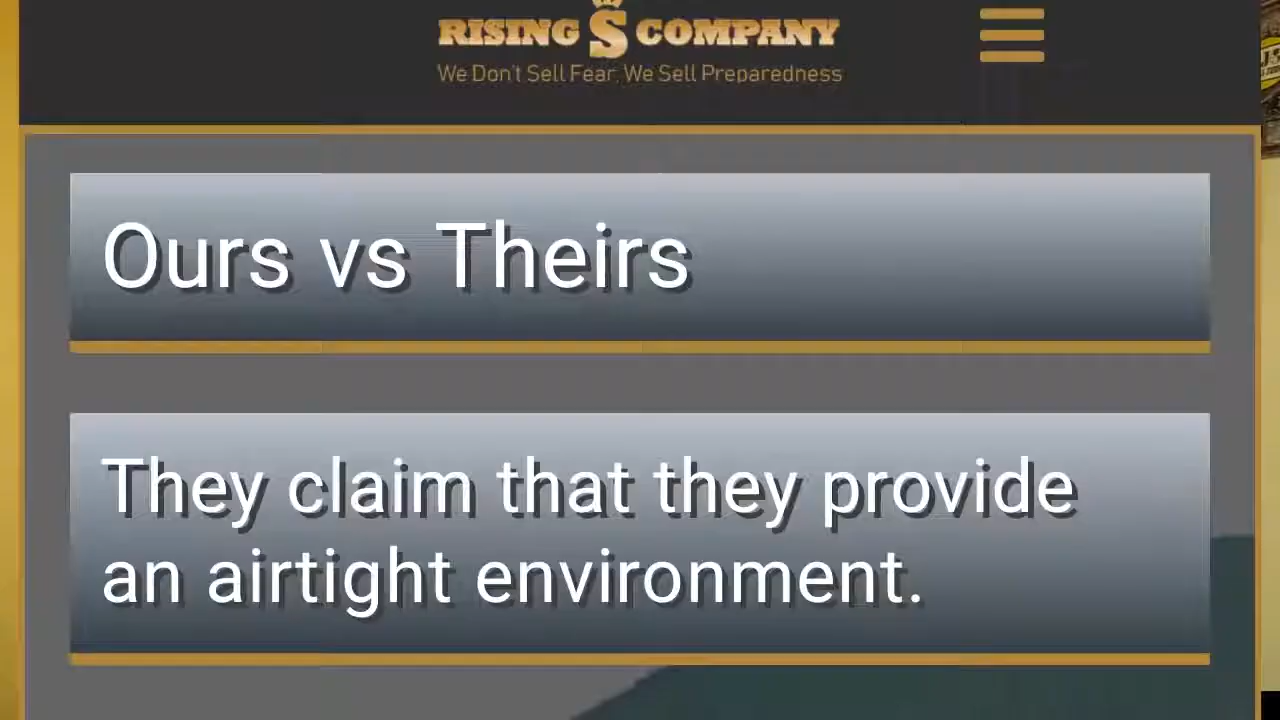 RISING S COMPANY
We Don't Sell Fear, We Sell Preparedness
Ours vs Theirs
They claim that they provide
an airtight environment.